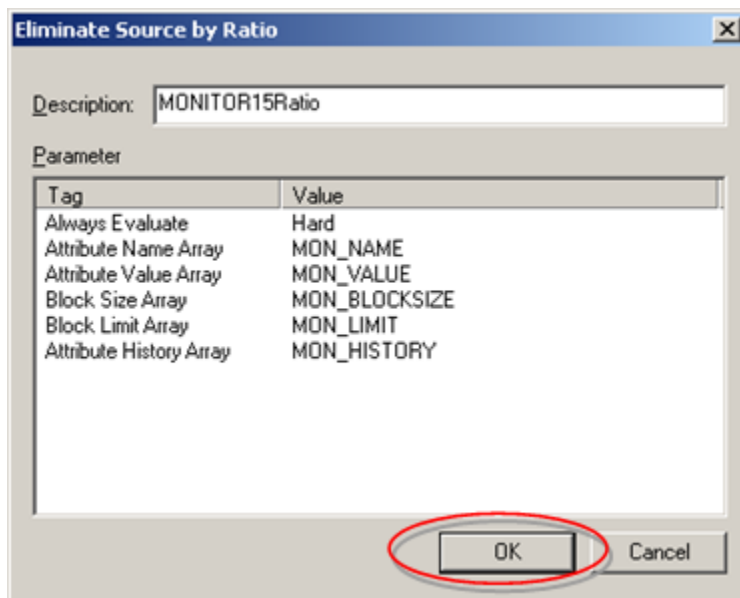 Eliminate Source by Ratio
Description: MONITOR15Ratio
Parameter
Tag Value
Always Evaluate Hard
Attribute Name Array MON_NAME
Attribute Value Array MON_VALUE
Block Size Array MON_BLOCKSIZE
Block Limit Array MON_LIMIT
Attribute History Array MON_HISTORY
OK Cancel